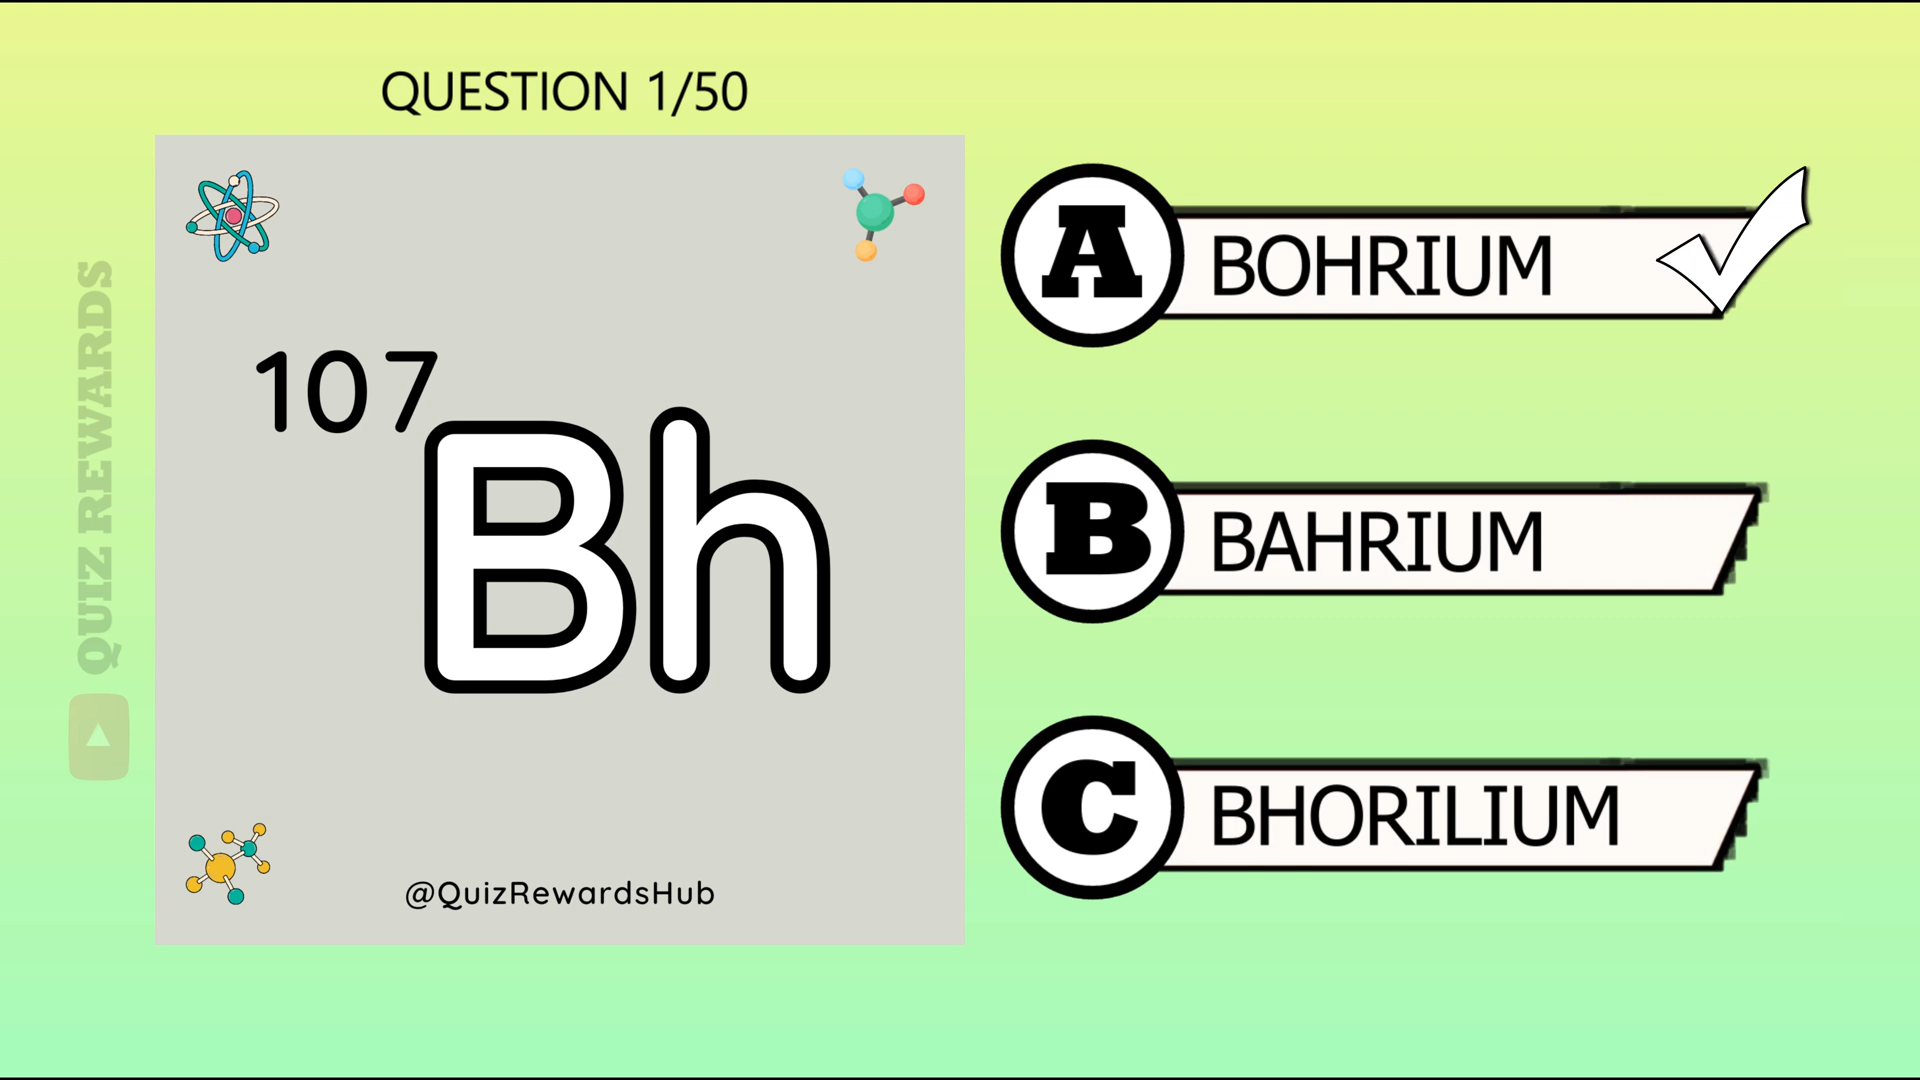 QUESTION 1/50
QUIZ REWARDS
107
Bh
@QuizRewardsHub
A
BOHRIUM
B
BAHRIUM
C
BHORILIUM